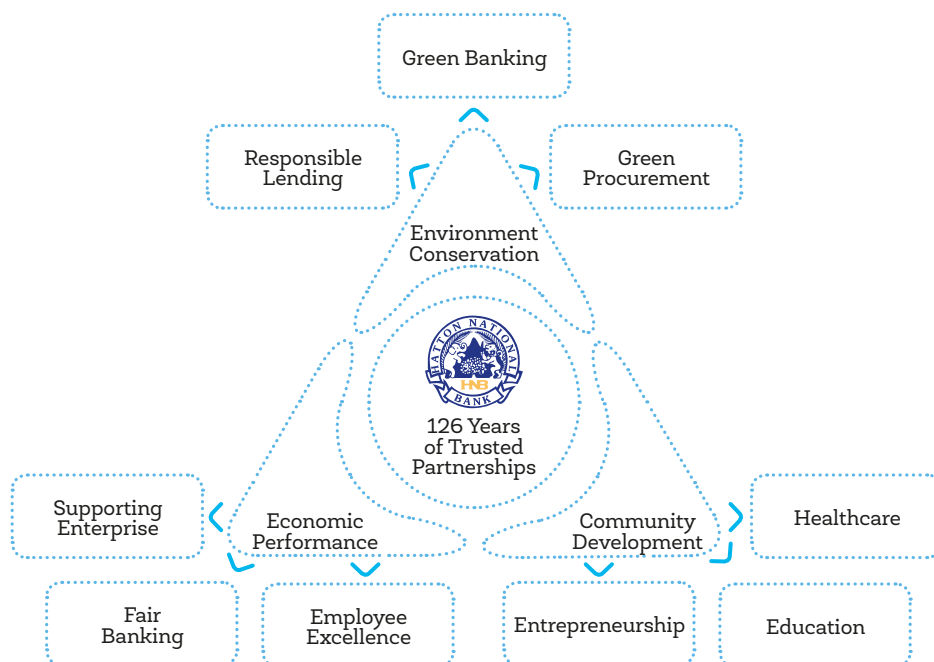 Green Banking
Responsible
Lending
Green
Procurement
Environment
Conservation
HATTON NATIONAL
HNB
BANK
126 Years
of Trusted
Partnerships
Supporting
Enterprise
Economic
Performance
Community
Development
Healthcare
Fair
Banking
Employee
Excellence
Entrepreneurship
Education